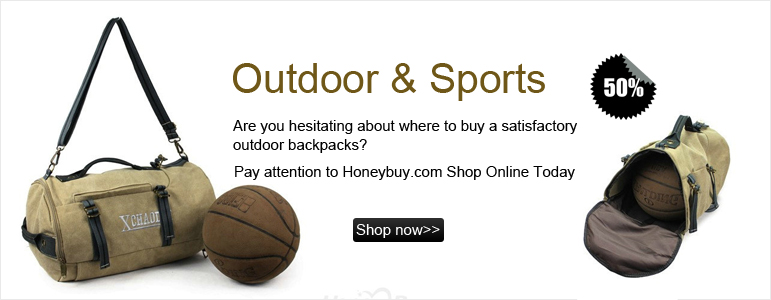 Outdoor & Sports
50%
Are you hesitating about where to buy a satisfactory
outdoor backpacks?
Pay attention to Honeybuy.com Shop Online Today
XCHAOE
Shop now>>